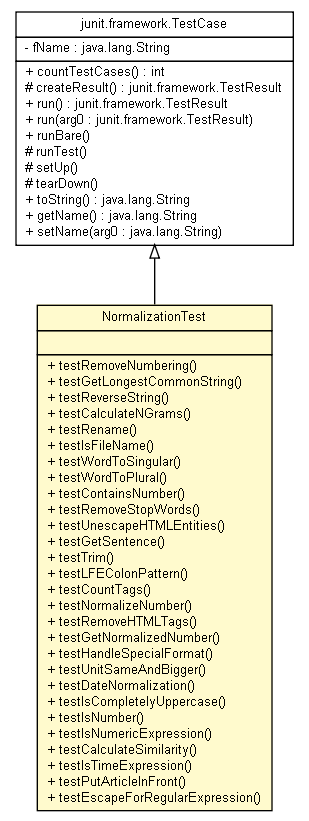 junit.framework.TestCase
- fName : java.lang.String
+ countTestCases() : int
# createResult() : junit.framework.TestResult
+ run() : junit.framework.TestResult
+ run(arg0 : junit.framework.TestResult)
+ runBare()
# runTest()
# setUp()
# tearDown()
+ toString() : java.lang.String
+ getName() : java.lang.String
+ setName(arg0 : java.lang.String)
NormalizationTest
+ testRemoveNumbering()
+ testGetLongestCommonString()
+ testReverseString()
+ testCalculateNGrams()
+ testRename()
+ testIsFileName()
+ testWordToSingular()
+ testWordToPlural()
+ testContainsNumber()
+ testRemoveStopWords()
+ testUnescapeHTMLEntities()
+ testGetSentence()
+ testTrim()
+ testLFEColonPattern()
+ testCountTags()
+ testNormalizeNumber()
+ testRemoveHTMLTags()
+ testGetNormalizedNumber()
+ testHandleSpecialFormat()
+ testUnitSameAndBigger()
+ testDateNormalization()
+ testIsCompletelyUppercase()
+ testIsNumber()
+ testIsNumericExpression()
+ testCalculateSimilarity()
+ testIsTimeExpression()
+ testPutArticleInFront()
+ testEscapeForRegularExpression()